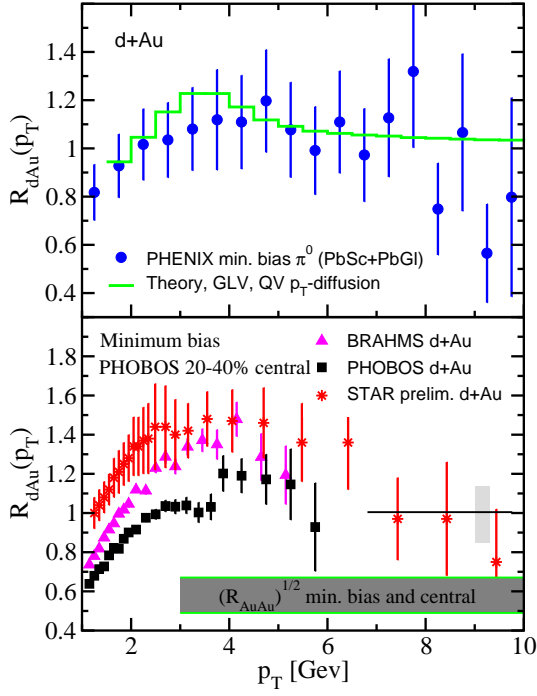 d+Au
R_dAu(p_T)
1.4
1.2
1
0.8
0.6
0.4
PHENIX min. bias π⁰ (PbSc+PbGl)
Theory, GLV, QV p_T-diffusion
Minimum bias
PHOBOS 20-40% central
BRAHMS d+Au
PHOBOS d+Au
STAR prelim. d+Au
R_dAu(p_T)
1.8
1.6
1.4
1.2
1
0.8
0.6
0.4
(R_AuAu)^1/2 min. bias and central
2 4 6 8 10
p_T [Gev]